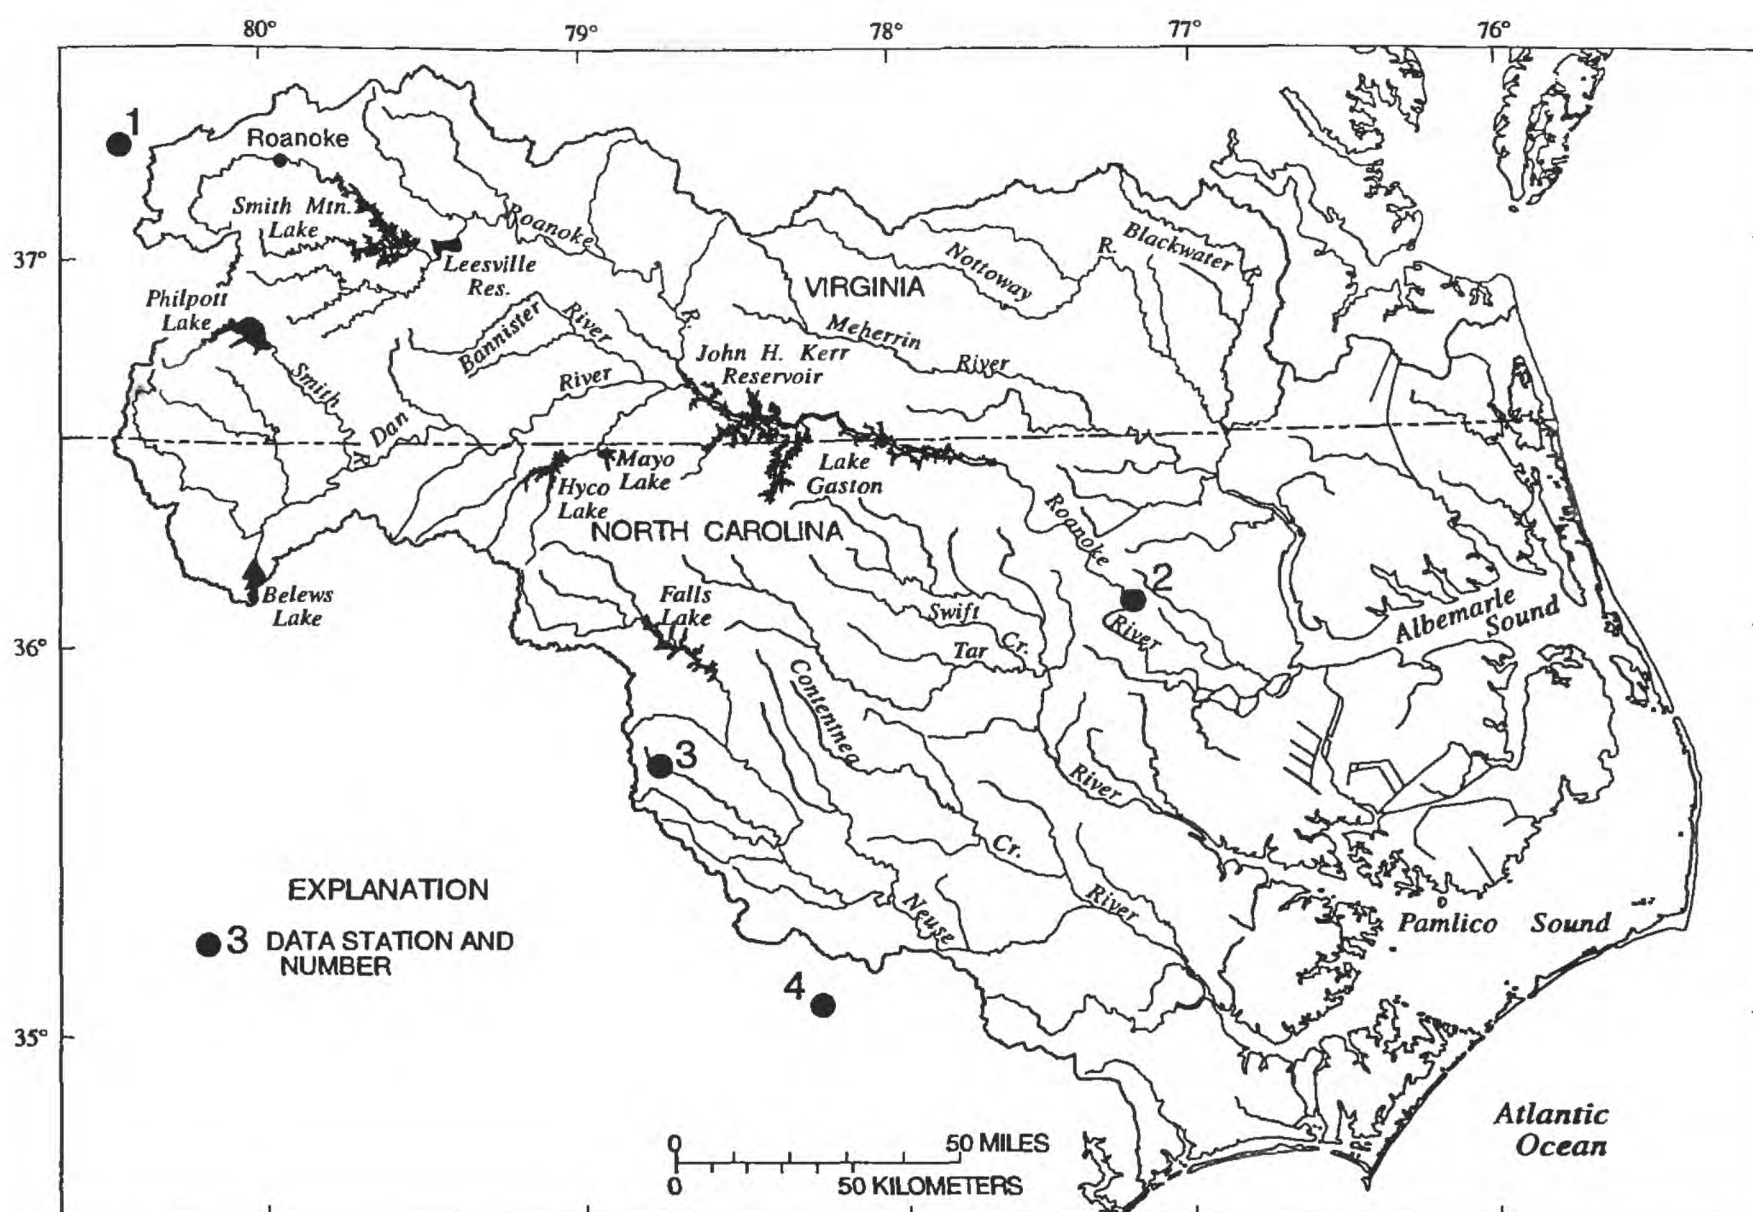 80° 79° 78° 77° 76°
1
Roanoke
Smith Mtn.
Lake
Roanoke
R.
Blackwater
R.
Nottoway
R.
37°
Leesville
Res.
VIRGINIA
Philpott
Lake
Bannister
River
Meherrin
River
John H. Kerr
Reservoir
Smith
R.
Dan
River
Mayo
Lake
Hyco
Lake
Lake
Gaston
NORTH CAROLINA
Roanoke
River
2
Belews
Lake
Falls
Lake
Swift
Cr.
Tar
River
Albemarle
Sound
36°
Contentnea
Cr.
3
EXPLANATION
3 DATA STATION AND
NUMBER
Neuse
River
Pamlico Sound
4
35°
Atlantic
Ocean
0 50 MILES
0 50 KILOMETERS